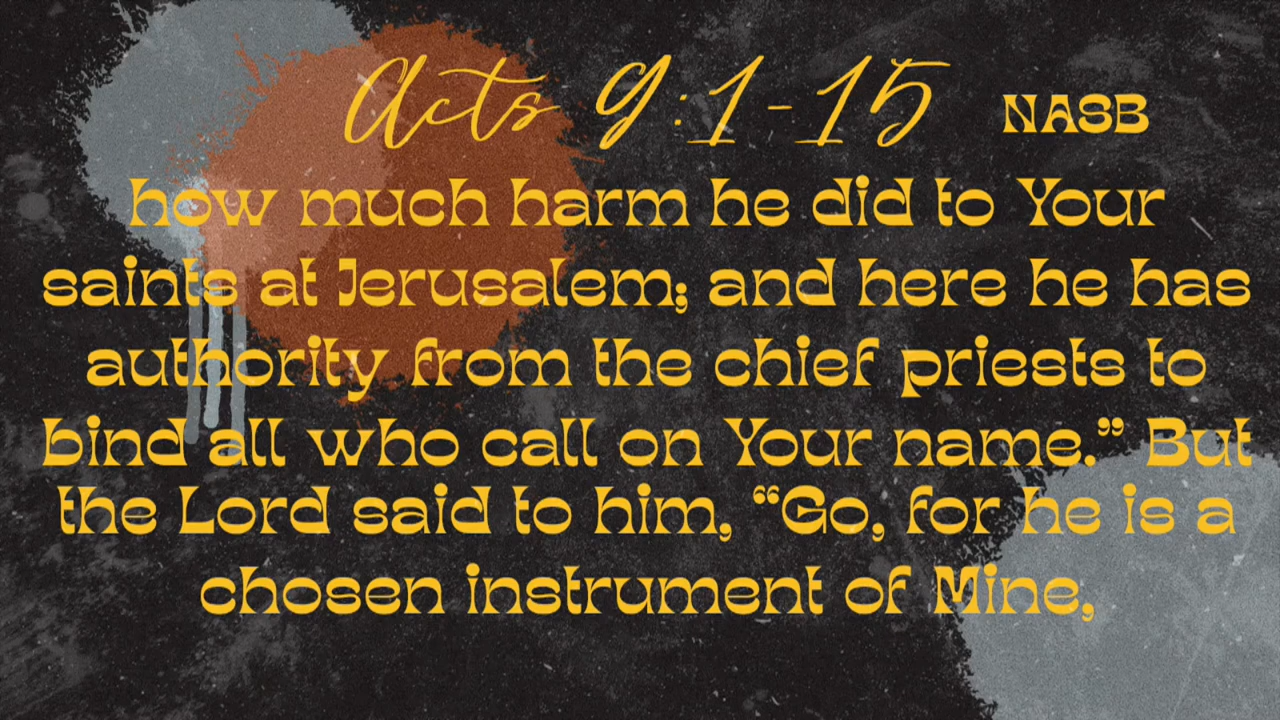 Acts 9:1-15 NASB
how much harm he did to Your
saints at Jerusalem; and here he has
authority from the chief priests to
bind all who call on Your name.” But
the Lord said to him, “Go, for he is a
chosen instrument of Mine,